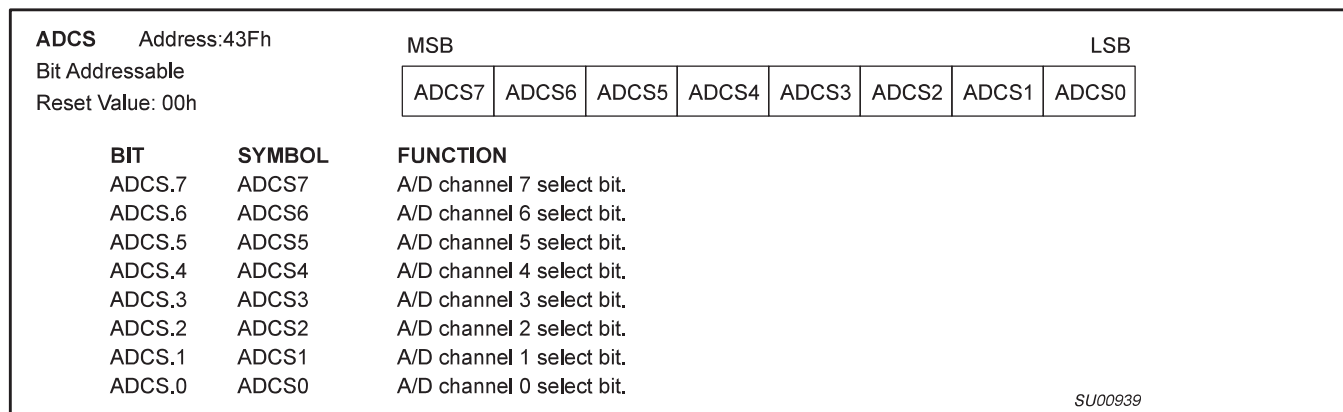 ADCS Address:43Fh
Bit Addressable
Reset Value: 00h
MSB LSB
ADCS7 ADCS6 ADCS5 ADCS4 ADCS3 ADCS2 ADCS1 ADCS0
BIT SYMBOL FUNCTION
ADCS.7 ADCS7 A/D channel 7 select bit.
ADCS.6 ADCS6 A/D channel 6 select bit.
ADCS.5 ADCS5 A/D channel 5 select bit.
ADCS.4 ADCS4 A/D channel 4 select bit.
ADCS.3 ADCS3 A/D channel 3 select bit.
ADCS.2 ADCS2 A/D channel 2 select bit.
ADCS.1 ADCS1 A/D channel 1 select bit.
ADCS.0 ADCS0 A/D channel 0 select bit.
SU00939